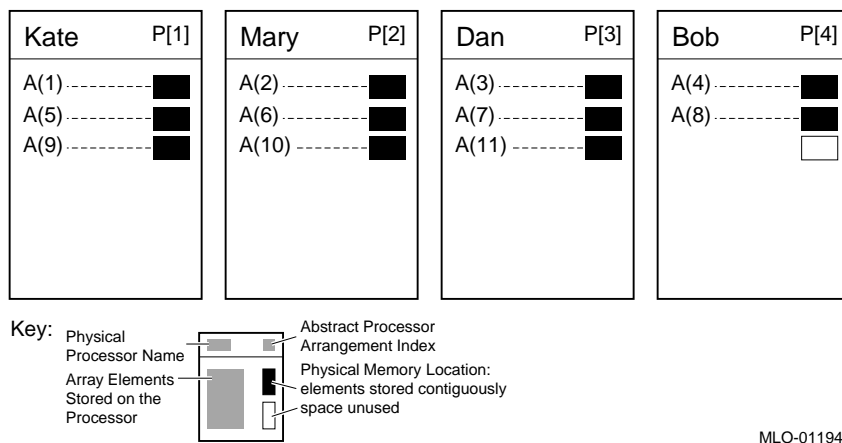 Kate P[1]
A(1)
A(5)
A(9)
Mary P[2]
A(2)
A(6)
A(10)
Dan P[3]
A(3)
A(7)
A(11)
Bob P[4]
A(4)
A(8)
Key:
Physical
Processor Name
Array Elements
Stored on the
Processor
Abstract Processor
Arrangement Index
Physical Memory Location:
elements stored contiguously
space unused
MLO-01194